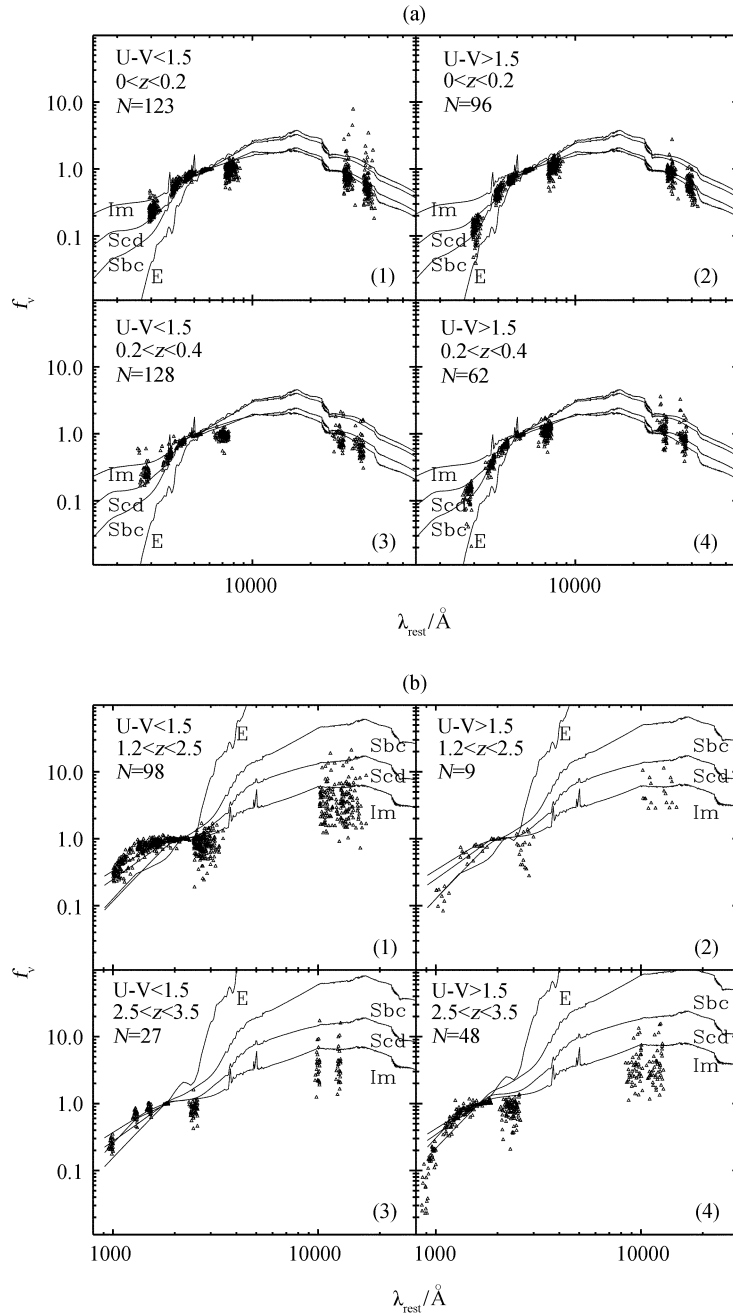 (a)
U-V<1.5
0<z<0.2
N=123
Im
Scd
Sbc
E
(1)
U-V>1.5
0<z<0.2
N=96
Im
Scd
Sbc
E
(2)
10.0
1.0
0.1
fν
U-V<1.5
0.2<z<0.4
N=128
Im
Scd
Sbc
E
(3)
U-V>1.5
0.2<z<0.4
N=62
Im
Scd
Sbc
E
(4)
10.0
1.0
0.1
10000
10000
λrest/Å
(b)
U-V<1.5
1.2<z<2.5
N=98
E
Sbc
Scd
Im
(1)
U-V>1.5
1.2<z<2.5
N=9
E
Sbc
Scd
Im
(2)
10.0
1.0
0.1
fν
U-V<1.5
2.5<z<3.5
N=27
E
Sbc
Scd
Im
(3)
U-V>1.5
2.5<z<3.5
N=48
E
Sbc
Scd
Im
(4)
10.0
1.0
0.1
1000
10000
1000
10000
λrest/Å